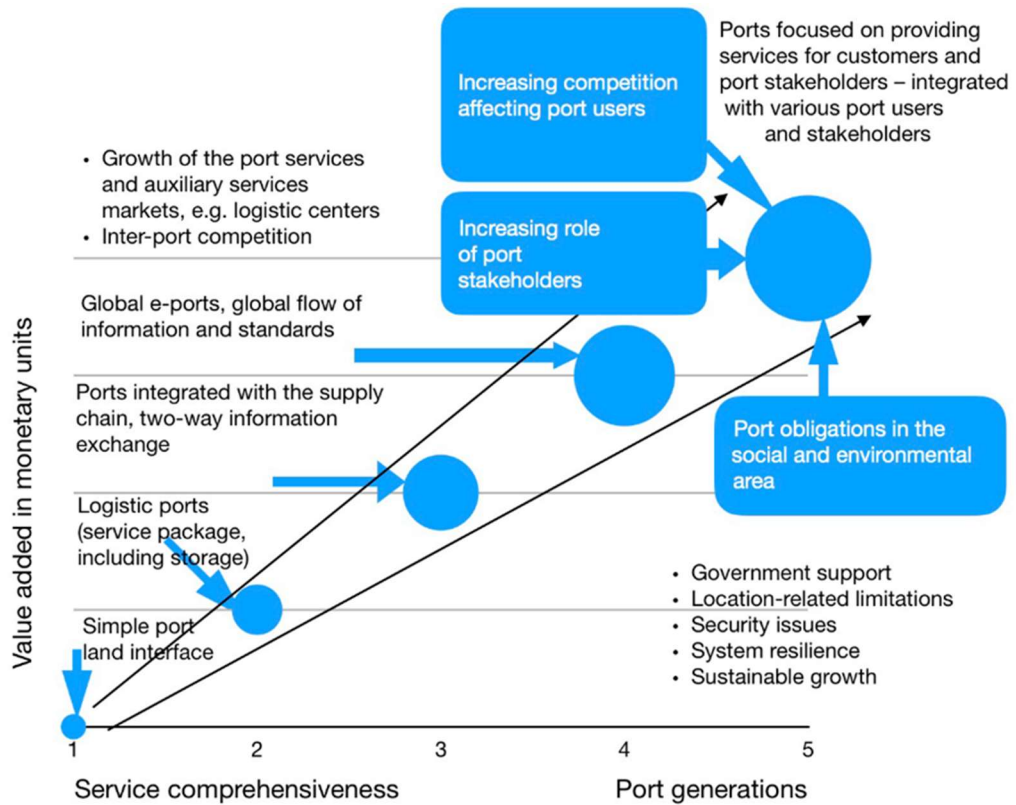 Increasing competition
affecting port users
Ports focused on providing
services for customers and
port stakeholders – integrated
with various port users
and stakeholders
• Growth of the port services
and auxiliary services
markets, e.g. logistic centers
• Inter-port competition
Increasing role
of port
stakeholders
Global e-ports, global flow of
information and standards
Ports integrated with the supply
chain, two-way information
exchange
Port obligations in the
social and environmental
area
Logistic ports
(service package,
including storage)
• Government support
• Location-related limitations
• Security issues
• System resilience
• Sustainable growth
Simple port
land interface
Value added in monetary units
1 2 3 4 5
Service comprehensiveness Port generations